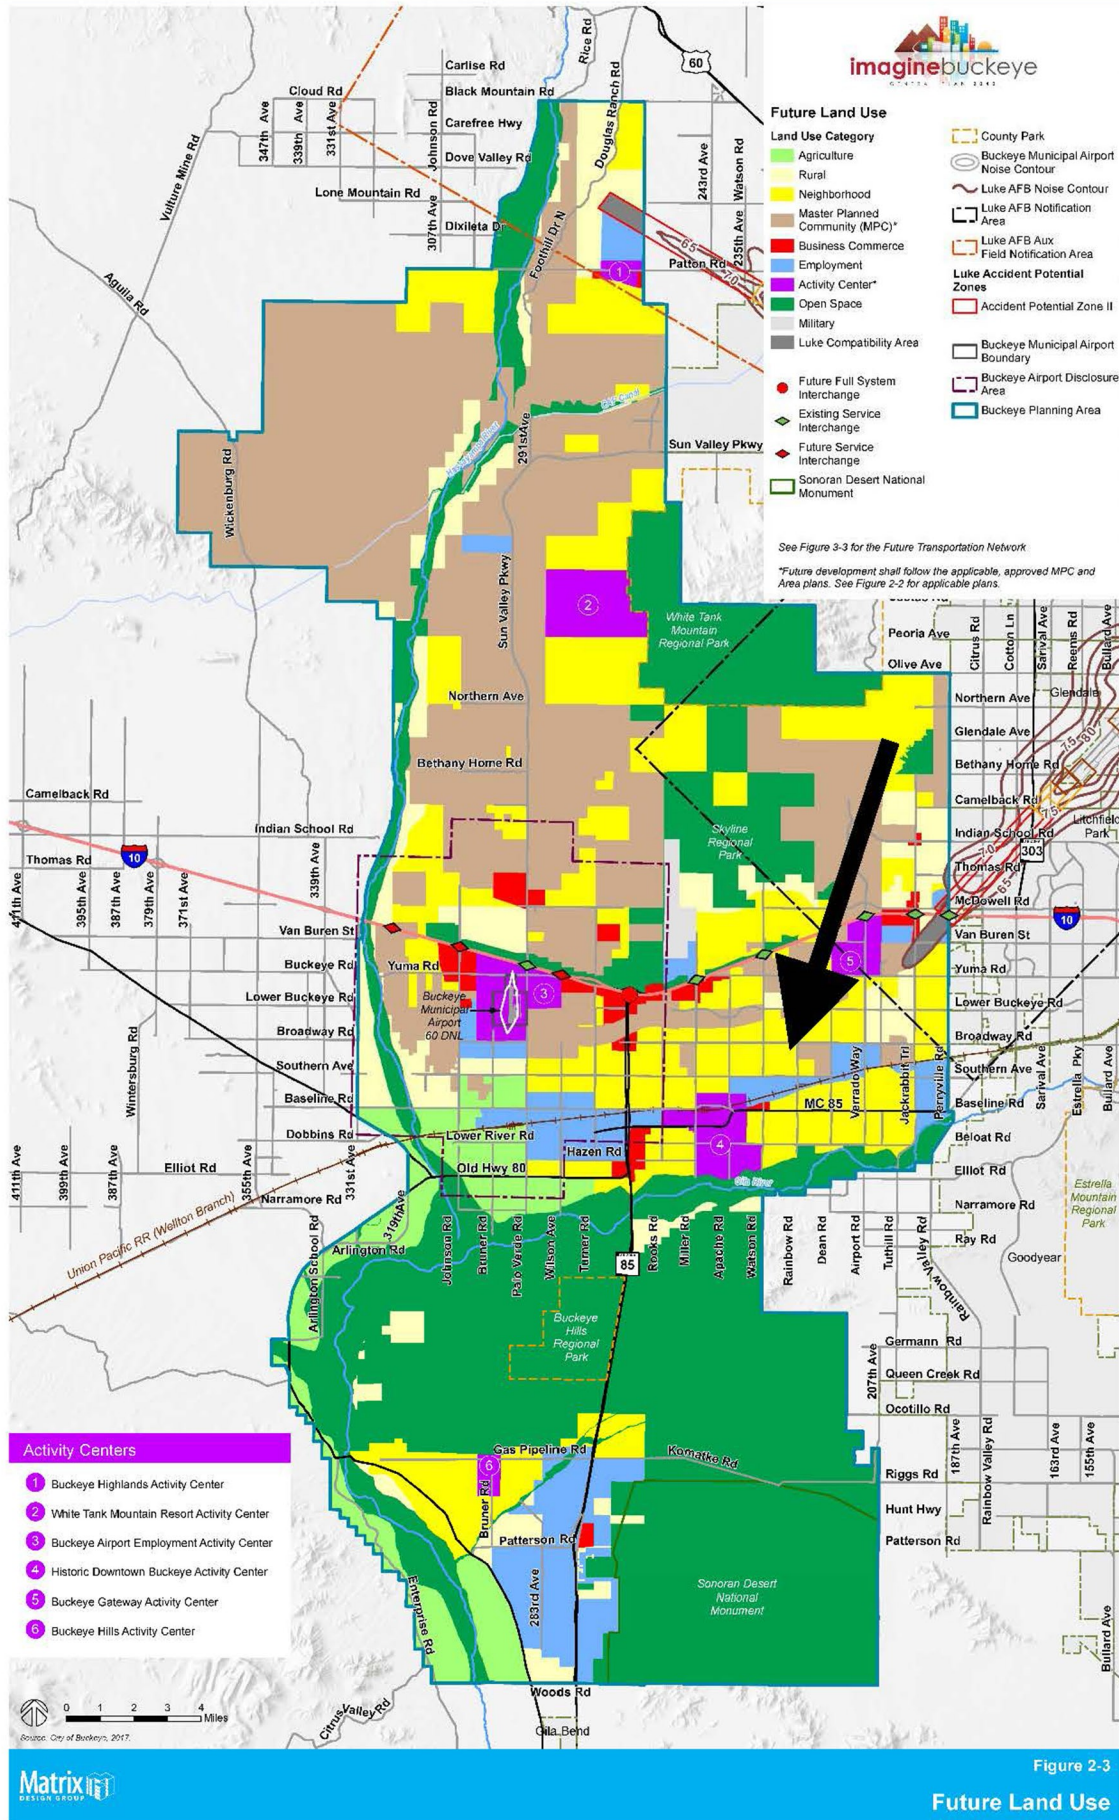 imaginebuckeye
GENERAL PLAN 2040
Future Land Use
Land Use Category
Agriculture
Rural
Neighborhood
Master Planned
Community (MPC)*
Business Commerce
Employment
Activity Center*
Open Space
Military
Luke Compatibility Area
Future Full System
Interchange
Existing Service
Interchange
Future Service
Interchange
Sonoran Desert National
Monument
County Park
Buckeye Municipal Airport
Noise Contour
Luke AFB Noise Contour
Luke AFB Notification
Area
Luke AFB Aux
Field Notification Area
Luke Accident Potential
Zones
Accident Potential Zone II
Buckeye Municipal Airport
Boundary
Buckeye Airport Disclosure
Area
Buckeye Planning Area
See Figure 3-3 for the Future Transportation Network
*Future development shall follow the applicable, approved MPC and
Area plans. See Figure 2-2 for applicable plans.
60
Rice Rd
Carlise Rd
Cloud Rd
Black Mountain Rd
347th Ave
339th Ave
331st Ave
Johnson Rd
Carefree Hwy
Douglas Ranch Rd
Dove Valley Rd
Vulture Mine Rd
Lone Mountain Rd
243rd Ave
Watson Rd
307th Ave
Dixileta Dr
Foothill Dr N
235th Ave
65
70
Patton Rd
1
Aguila Rd
291st Ave
Sun Valley Pkwy
Wickenburg Rd
Sun Valley Pkwy
2
White Tank
Mountain
Regional Park
Peoria Ave
Olive Ave
Citrus Rd
Cotton Ln
Sarival Ave
Reems Rd
Bullard Ave
Northern Ave
Northern Ave
Glendale
Glendale Ave
75
80
Bethany Home Rd
Bethany Home Rd
Camelback Rd
Camelback Rd
75
Litchfield
Park
Indian School Rd
Indian School Rd
Skyline
Regional
Park
70
303
Thomas Rd
10
Thomas Rd
65
339th Ave
411th Ave
395th Ave
387th Ave
379th Ave
371st Ave
McDowell Rd
10
Van Buren St
Van Buren St
Buckeye Rd
Yuma Rd
5
Yuma Rd
3
Lower Buckeye Rd
Buckeye
Municipal
Airport
60 DNL
Lower Buckeye Rd
Broadway Rd
Broadway Rd
Wintersburg Rd
Southern Ave
Southern Ave
Verrado Way
Jackrabbit Trl
Perryville Rd
Sarival Ave
Estrella Pky
Bullard Ave
Baseline Rd
MC 85
Baseline Rd
Dobbins Rd
Lower River Rd
Hazen Rd
4
Beloat Rd
411th Ave
399th Ave
387th Ave
Elliot Rd
355th Ave
331st Ave
Old Hwy 80
Gila River
Elliot Rd
Union Pacific RR (Wellton Branch)
Narramore Rd
319th Ave
Narramore Rd
Estrella
Mountain
Regional
Park
Arlington School Rd
Arlington Rd
Johnson Rd
Bruner Rd
Palo Verde Rd
Wilson Ave
Turner Rd
Rooks Rd
Miller Rd
Apache Rd
Watson Rd
Rainbow Rd
Dean Rd
Airport Rd
Tuthill Rd
Rainbow Valley Rd
Ray Rd
85
Goodyear
Buckeye
Hills
Regional
Park
Germann Rd
207th Ave
Queen Creek Rd
Ocotillo Rd
Gas Pipeline Rd
Komatke Rd
187th Ave
Rainbow Valley Rd
163rd Ave
155th Ave
6
Riggs Rd
Bruner Rd
Hunt Hwy
Patterson Rd
Patterson Rd
Enterprise Rd
283rd Ave
Sonoran Desert
National
Monument
Bullard Ave
Woods Rd
Citrus Valley Rd
Gila Bend
Activity Centers
1 Buckeye Highlands Activity Center
2 White Tank Mountain Resort Activity Center
3 Buckeye Airport Employment Activity Center
4 Historic Downtown Buckeye Activity Center
5 Buckeye Gateway Activity Center
6 Buckeye Hills Activity Center
0 1 2 3 4
Miles
Source: City of Buckeye, 2017.
Matrix
DESIGN GROUP
Figure 2-3
Future Land Use